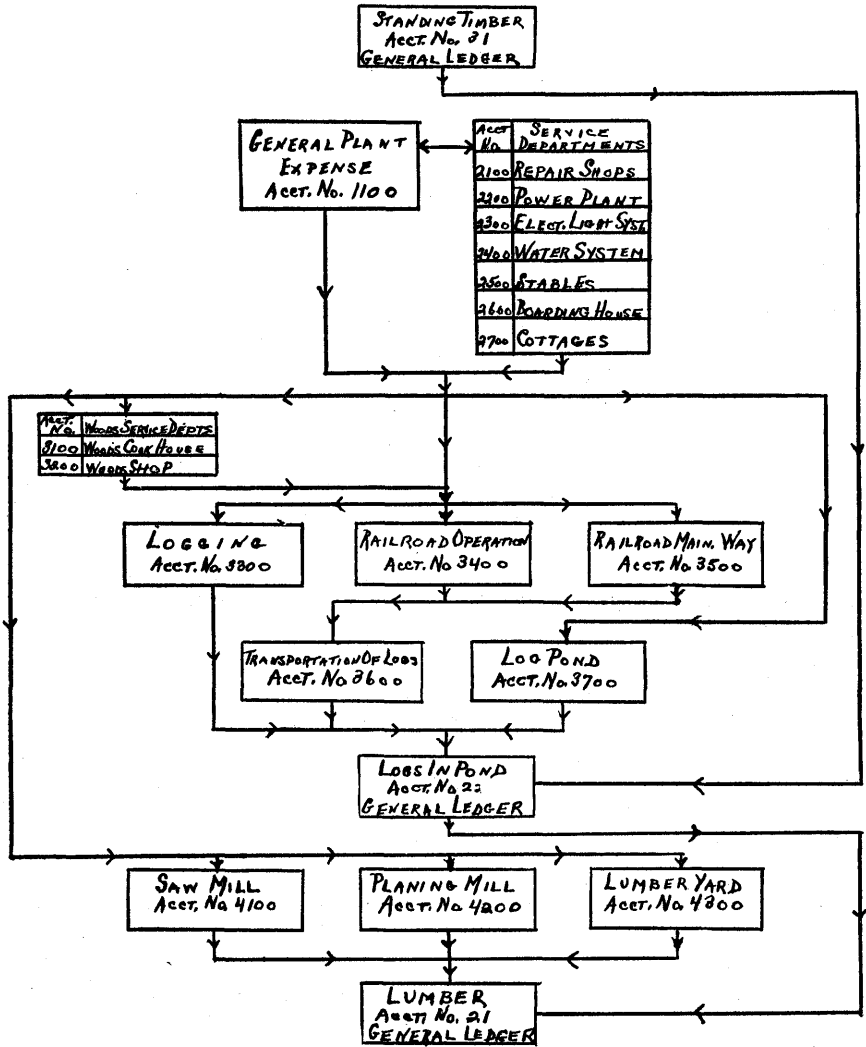 STANDING TIMBER
ACCT. No. 31
GENERAL LEDGER
GENERAL PLANT
EXPENSE
ACCT. No. 1100
ACCT No. SERVICE DEPARTMENTS
2100 REPAIR SHOPS
2200 POWER PLANT
2300 ELECT. LIGHT SYST.
2400 WATER SYSTEM
2500 STABLES
2600 BOARDING HOUSE
2700 COTTAGES
ACCT. No. WOODS SERVICE DEPTS
3100 WOODS COOK HOUSE
3200 WOODS SHOP
LOGGING
ACCT. No. 3300
RAILROAD OPERATION
ACCT. No. 3400
RAILROAD MAIN. WAY
ACCT. No. 3500
TRANSPORTATION OF LOGS
ACCT. No. 3600
LOG POND
ACCT. No. 3700
LOGS IN POND
ACCT. No. 22
GENERAL LEDGER
SAW MILL
ACCT. No. 4100
PLANING MILL
ACCT. No. 4200
LUMBER YARD
ACCT. No. 4300
LUMBER
ACCT. No. 21
GENERAL LEDGER